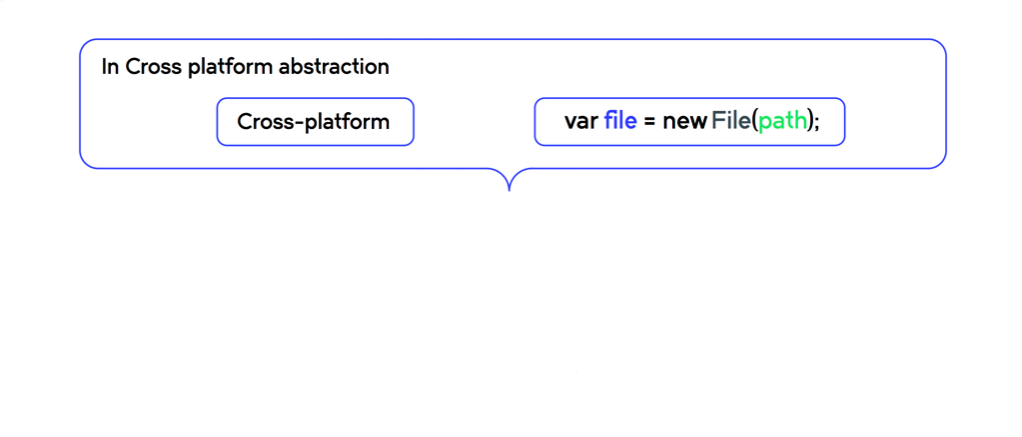 In Cross platform abstraction
Cross-platform
var file = new File(path);